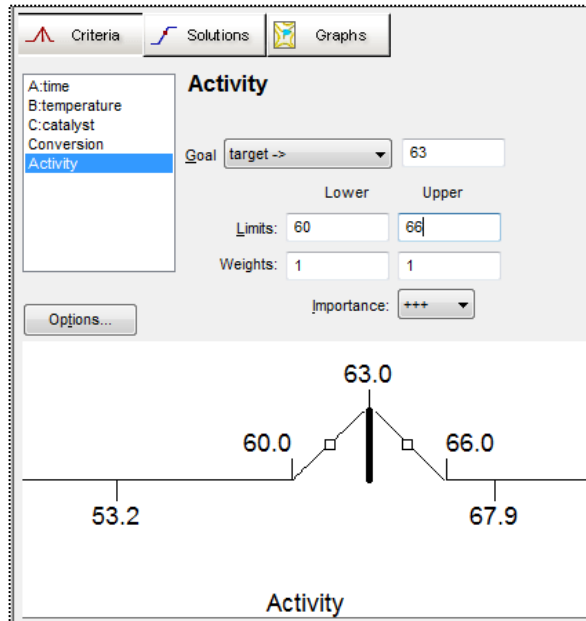 Criteria Solutions Graphs
A:time
B:temperature
C:catalyst
Conversion
Activity
Activity
Goal target -> 63
Lower Upper
Limits: 60 66
Weights: 1 1
Importance: +++
Options...
63.0
60.0 66.0
53.2 67.9
Activity